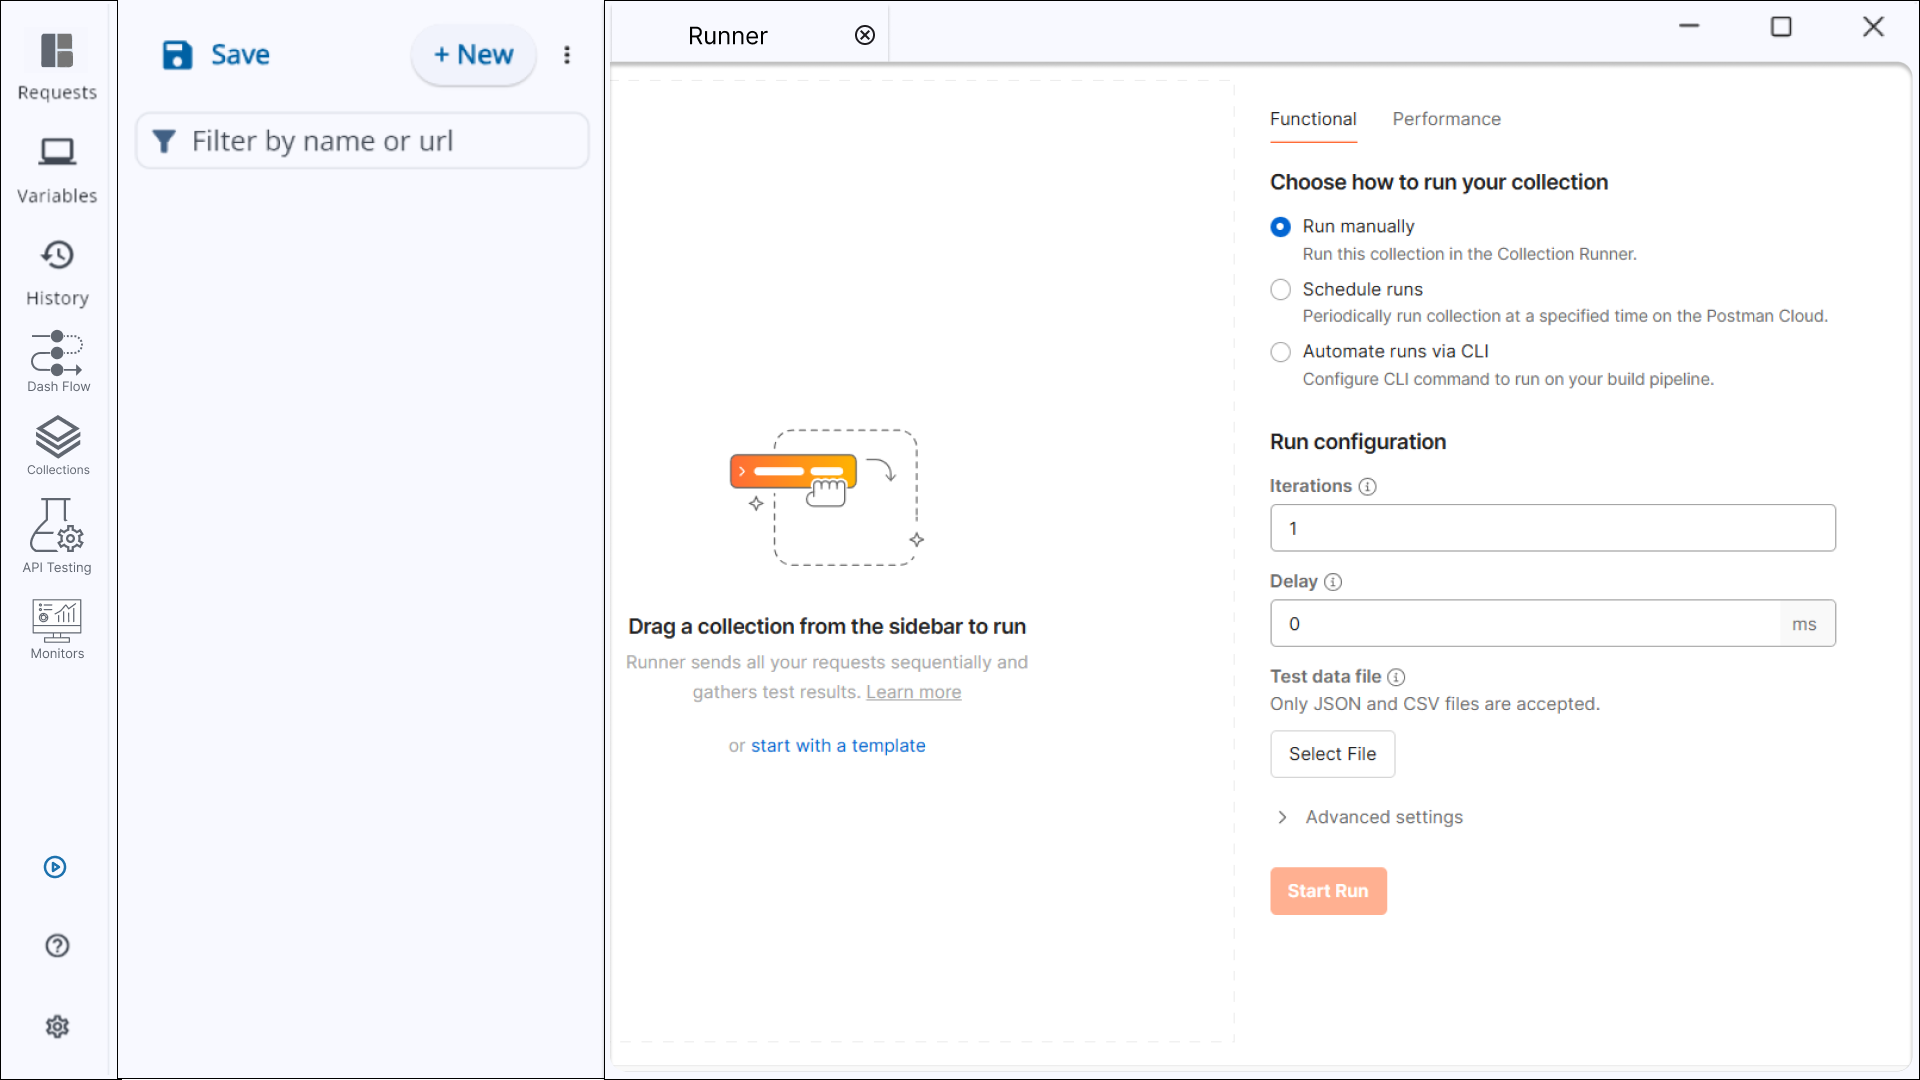 Requests
Variables
History
Dash Flow
Collections
API Testing
Monitors
Save
+ New
Filter by name or url
Runner
Drag a collection from the sidebar to run
Runner sends all your requests sequentially and
gathers test results. Learn more
or start with a template
Functional Performance
Choose how to run your collection
Run manually
Run this collection in the Collection Runner.
Schedule runs
Periodically run collection at a specified time on the Postman Cloud.
Automate runs via CLI
Configure CLI command to run on your build pipeline.
Run configuration
Iterations
1
Delay
0 ms
Test data file
Only JSON and CSV files are accepted.
Select File
Advanced settings
Start Run